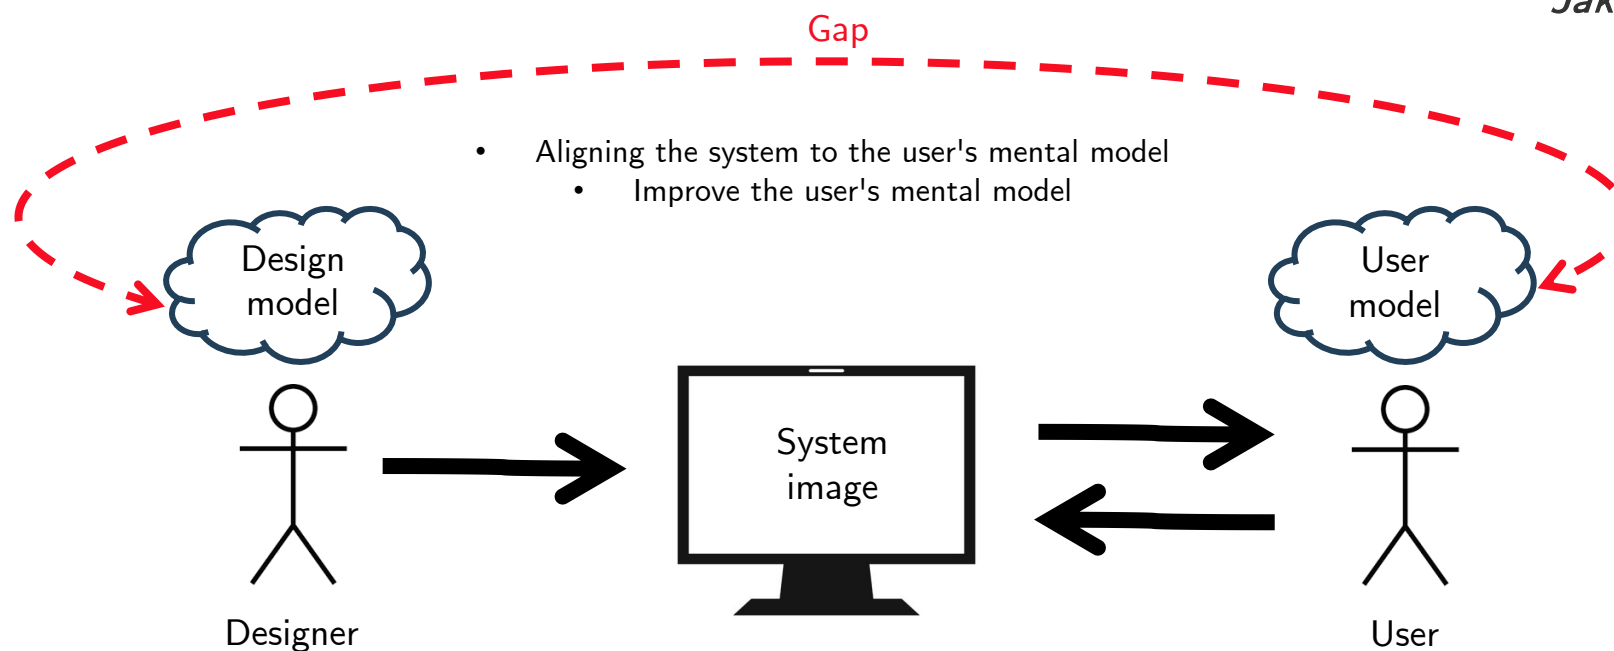 Gap
• Aligning the system to the user's mental model
• Improve the user's mental model
Design
model
User
model
System
image
Designer
User